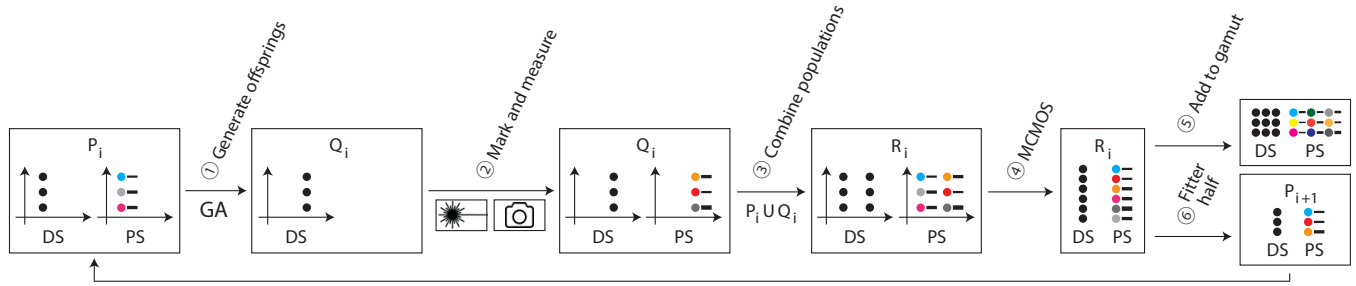 P i
DS
PS
① Generate offsprings
GA
Q i
DS
② Mark and measure
Q i
DS
PS
③ Combine populations
P i U Q i
R i
DS
PS
④ MCMOS
R i
DS
PS
⑤ Add to gamut
DS
PS
⑥ Fitter
half
P i+1
DS
PS